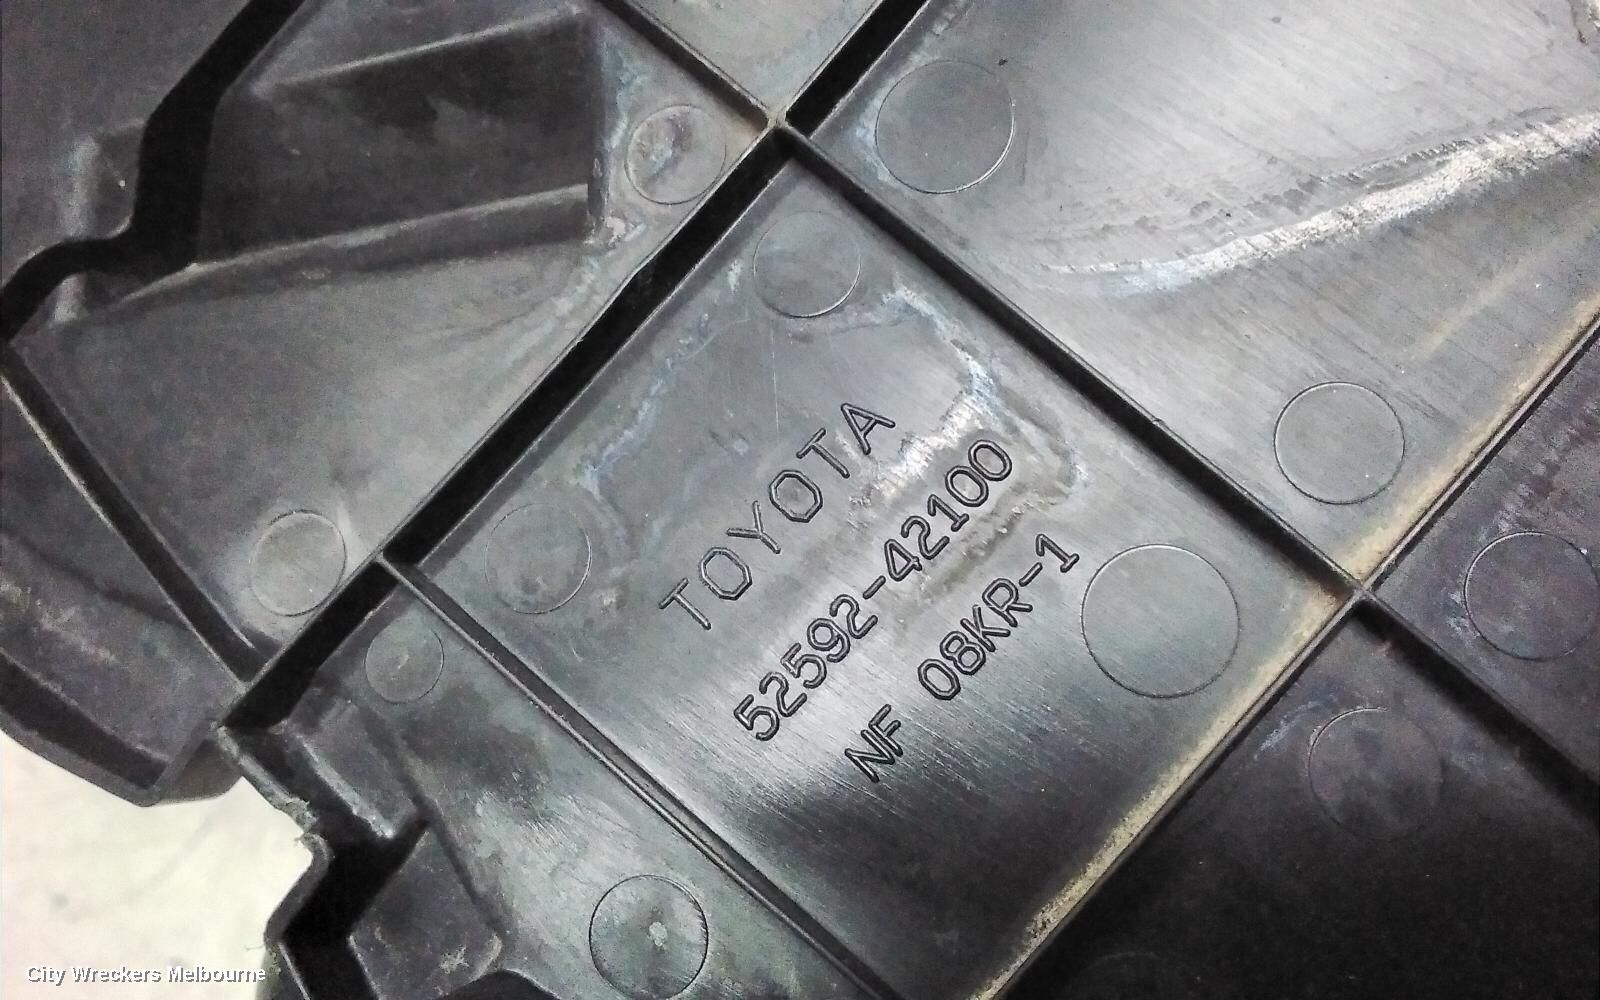 TOYOTA
52592-42100
NF 08KR-1
City Wreckers Melbourne